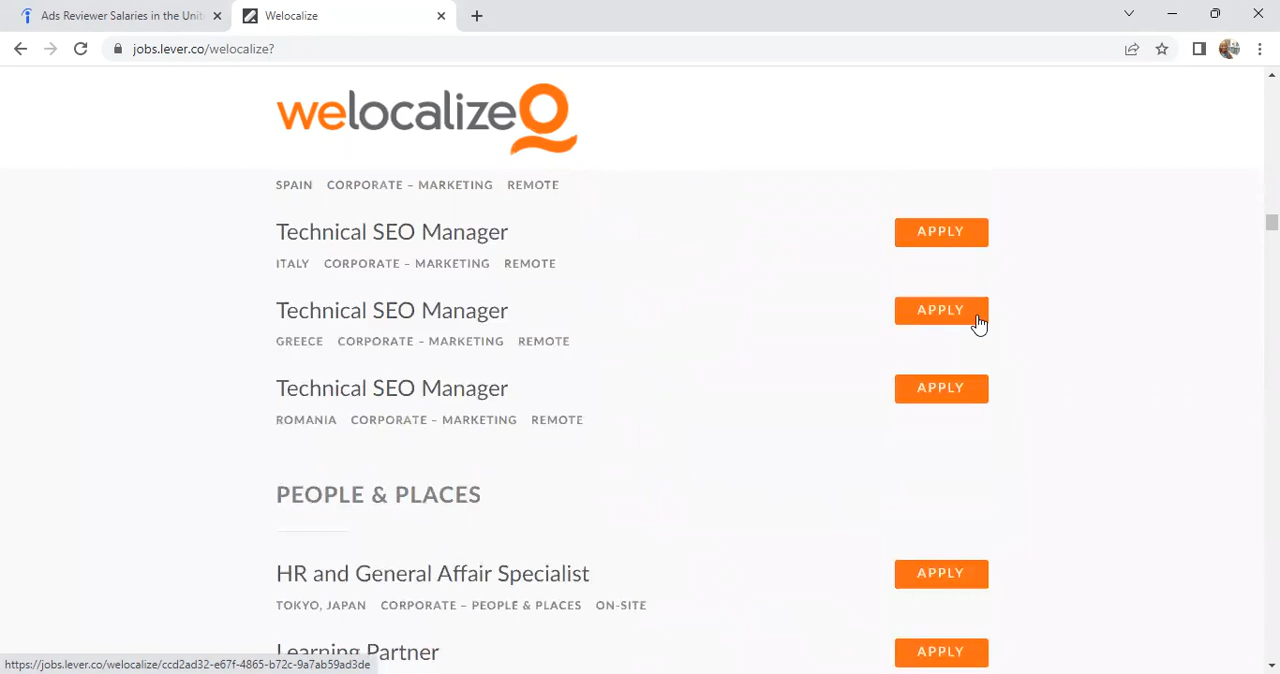 Ads Reviewer Salaries in the Unit
Welocalize
jobs.lever.co/welocalize?
welocalize
SPAIN CORPORATE – MARKETING REMOTE
Technical SEO Manager APPLY
ITALY CORPORATE – MARKETING REMOTE
Technical SEO Manager APPLY
GREECE CORPORATE – MARKETING REMOTE
Technical SEO Manager APPLY
ROMANIA CORPORATE – MARKETING REMOTE
PEOPLE & PLACES
HR and General Affair Specialist APPLY
TOKYO, JAPAN CORPORATE – PEOPLE & PLACES ON-SITE
Learning Partner APPLY
https://jobs.lever.co/welocalize/ccd2ad32-e67f-4865-b72c-9a7ab59ad3de